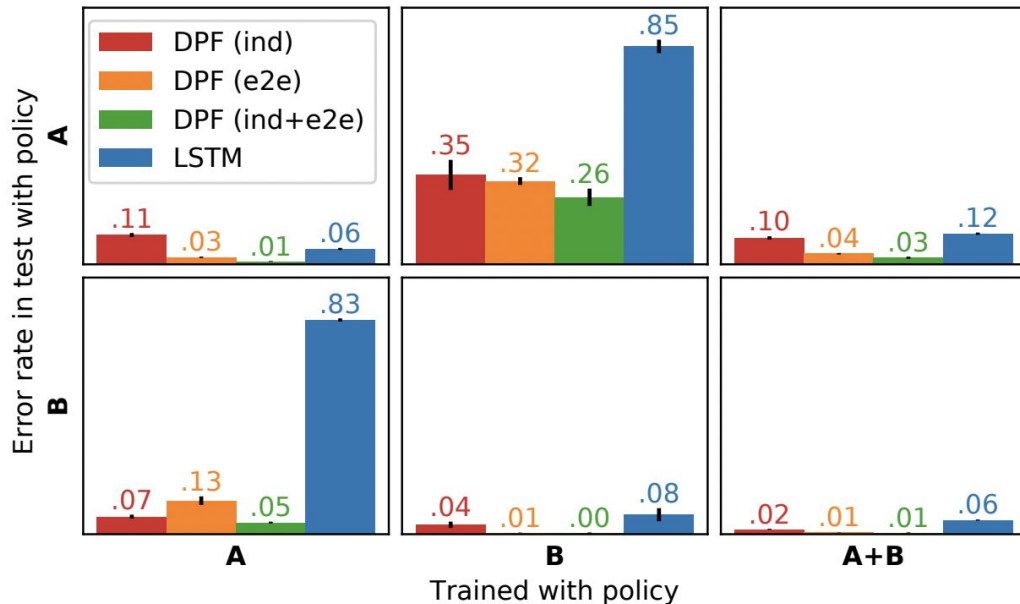 DPF (ind)
DPF (e2e)
DPF (ind+e2e)
LSTM
.11
.03
.01
.06
.35
.32
.26
.85
.10
.04
.03
.12
.07
.13
.05
.83
.04
.01
.00
.08
.02
.01
.01
.06
Error rate in test with policy
A
B
A
B
A+B
Trained with policy